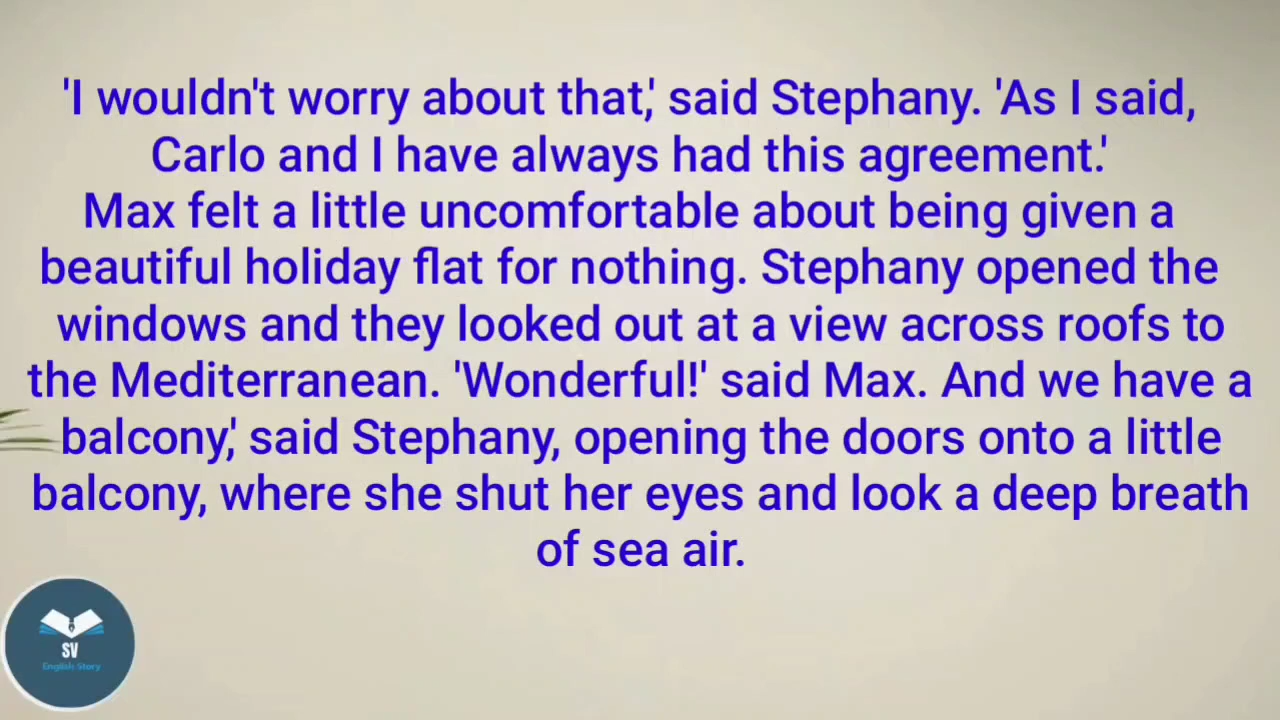 'I wouldn't worry about that,' said Stephany. 'As I said,
Carlo and I have always had this agreement.'
Max felt a little uncomfortable about being given a
beautiful holiday flat for nothing. Stephany opened the
windows and they looked out at a view across roofs to
the Mediterranean. 'Wonderful!' said Max. And we have a
balcony,' said Stephany, opening the doors onto a little
balcony, where she shut her eyes and look a deep breath
of sea air.
SV
English Story